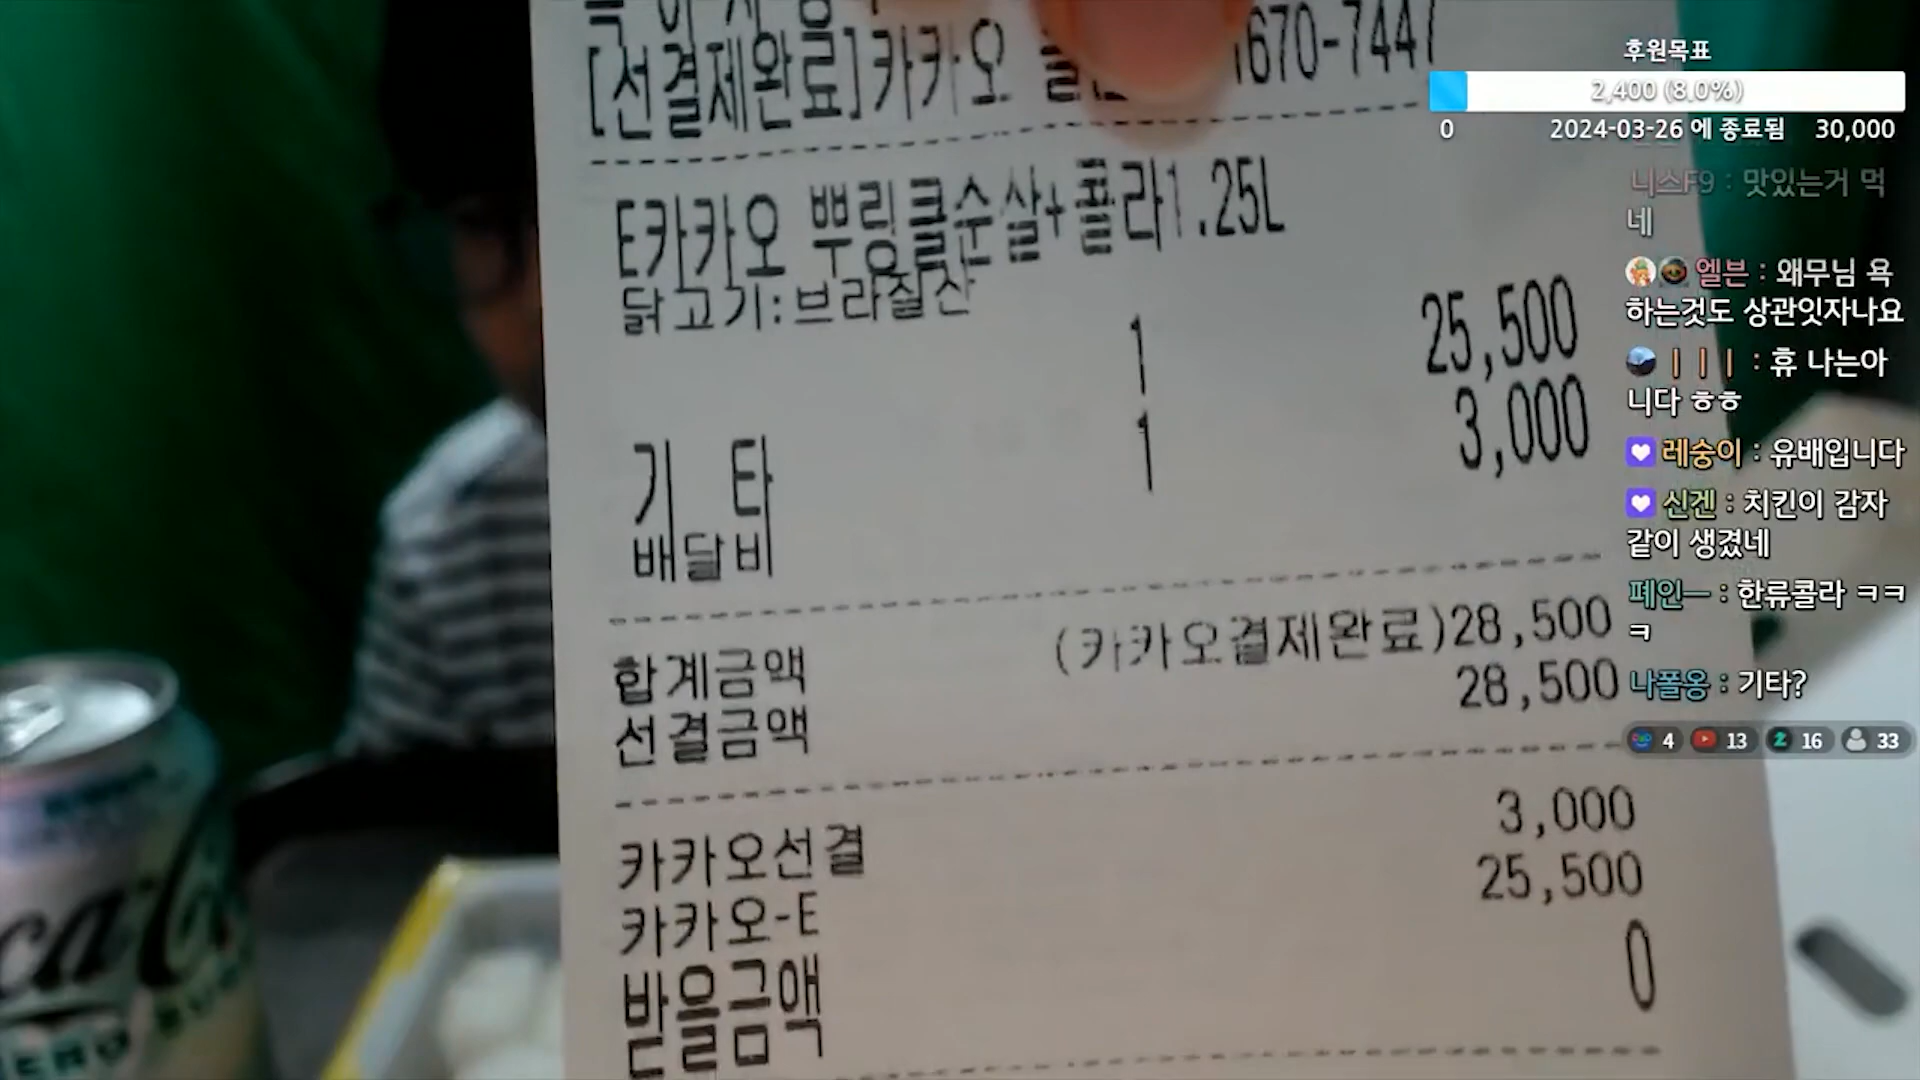 [선결제완료]카카오 1670-7447
E카카오 뿌링클순살+콜라1.25L
닭고기:브라질산
1 25,500
기 타 1 3,000
배달비
합계금액 (카카오결제완료)28,500
선결금액 28,500
카카오선결 3,000
카카오-E 25,500
받을금액 0
ZERO
후원목표
2,400 (8.0%)
0 2024-03-26 에 종료됨 30,000
니스F9 : 맛있는거 먹
네
엘븐 : 왜무님 욕
하는것도 상관잇자나요
ㅣㅣㅣ : 휴 나는아
니다 ㅎㅎ
레숭이 : 유배입니다
신겐 : 치킨이 감자
같이 생겼네
폐인ㅡ : 한류콜라 ㅋㅋ
ㅋ
나폴옹 : 기타?
4 13 16 33